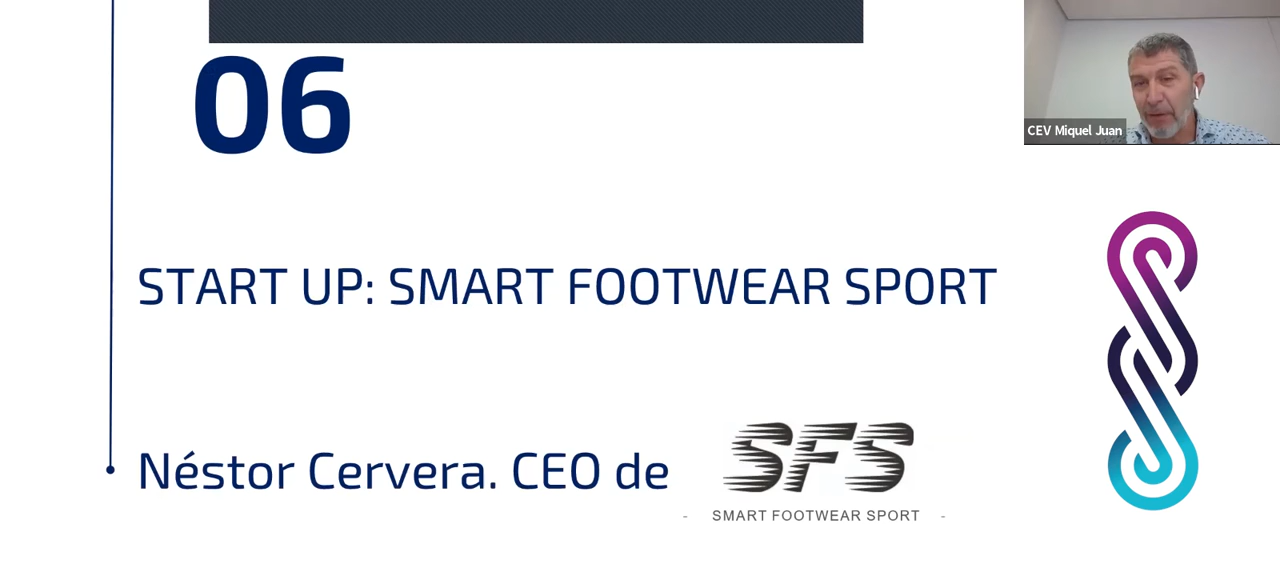 06
CEV Miquel Juan
START UP: SMART FOOTWEAR SPORT
Néstor Cervera. CEO de
SFS
- SMART FOOTWEAR SPORT -